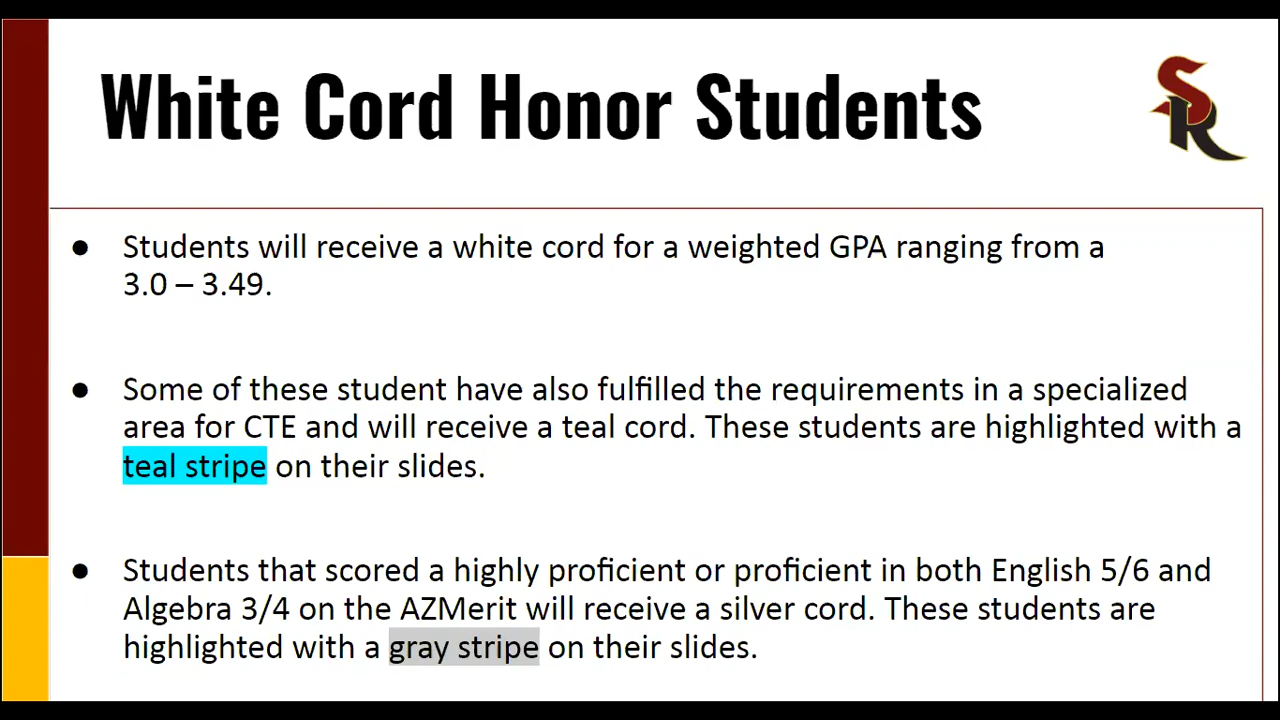 White Cord Honor Students
SR
● Students will receive a white cord for a weighted GPA ranging from a
3.0 – 3.49.
● Some of these student have also fulfilled the requirements in a specialized
area for CTE and will receive a teal cord. These students are highlighted with a
teal stripe on their slides.
● Students that scored a highly proficient or proficient in both English 5/6 and
Algebra 3/4 on the AZMerit will receive a silver cord. These students are
highlighted with a gray stripe on their slides.